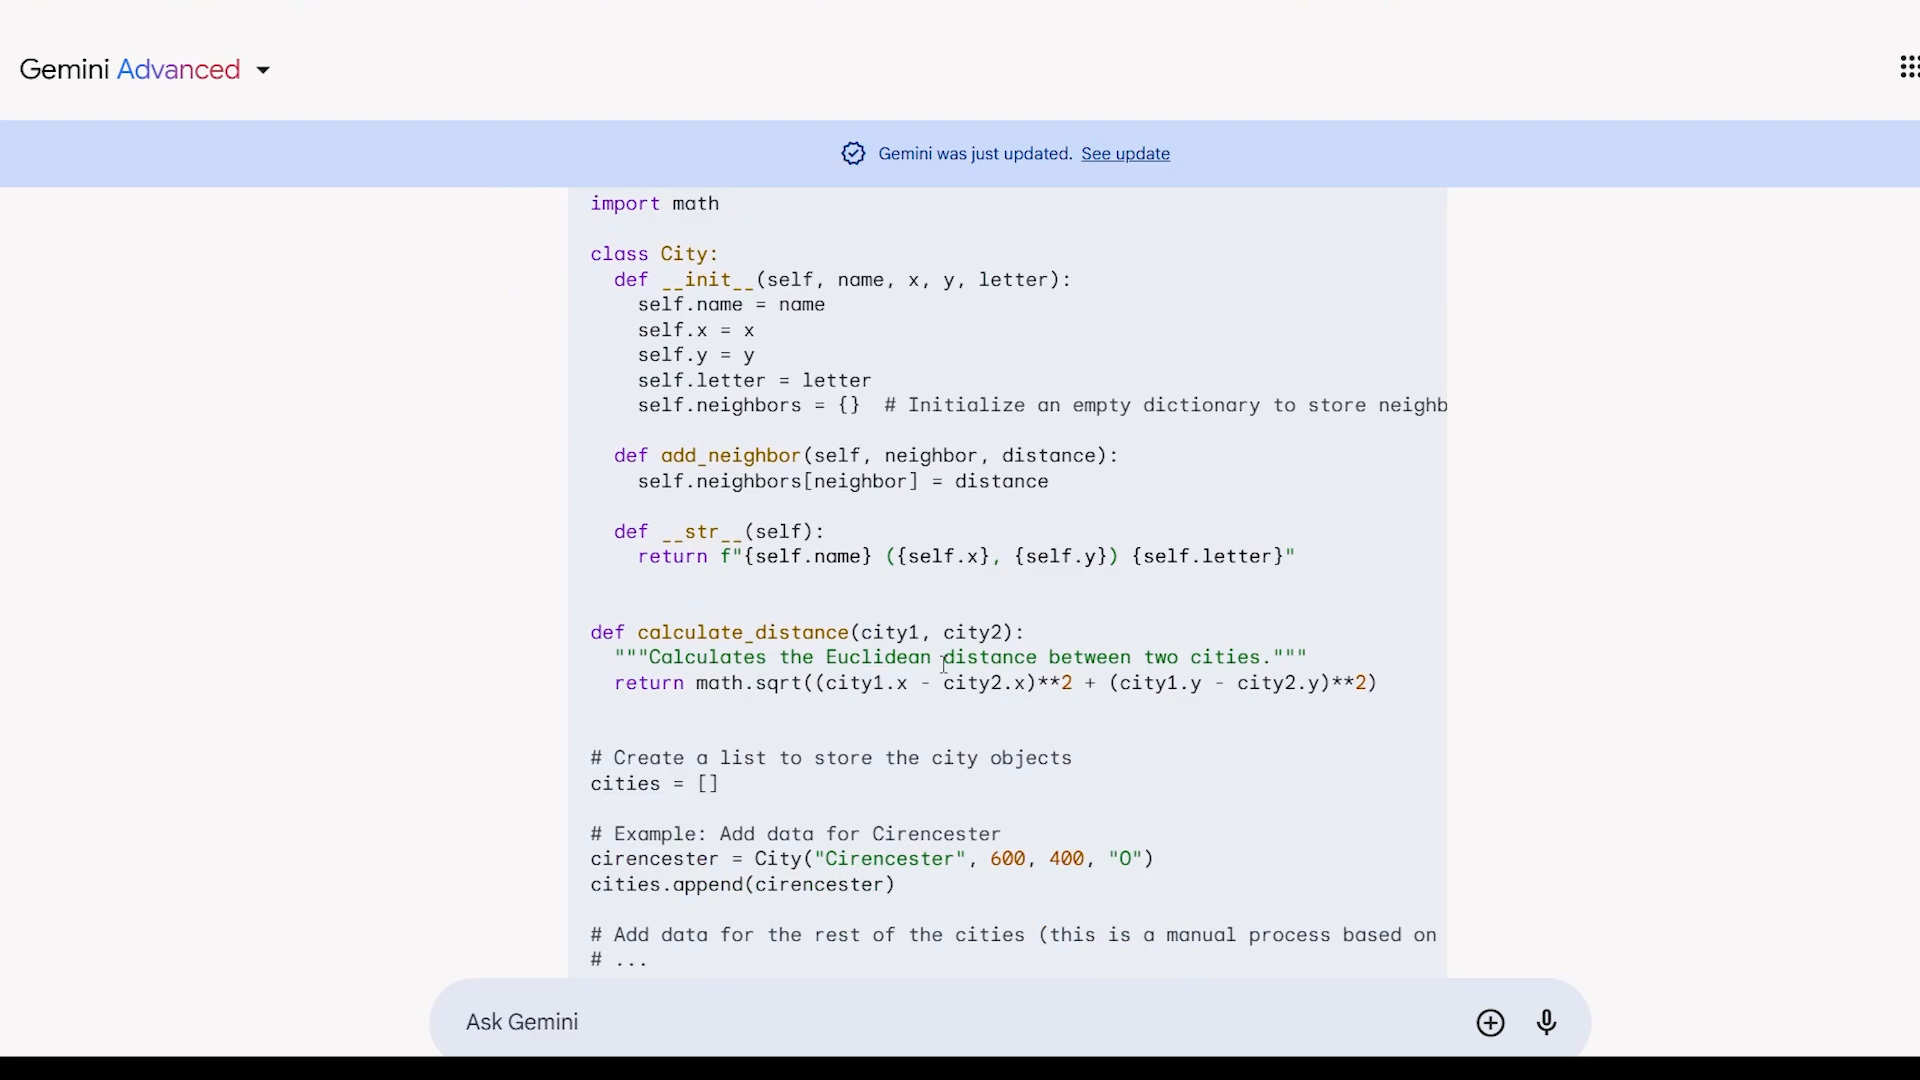 Gemini Advanced
Gemini was just updated. See update
import math
class City:
def __init__(self, name, x, y, letter):
self.name = name
self.x = x
self.y = y
self.letter = letter
self.neighbors = {}  # Initialize an empty dictionary to store neighb
def add_neighbor(self, neighbor, distance):
self.neighbors[neighbor] = distance
def __str__(self):
return f"{self.name} ({self.x}, {self.y}) {self.letter}"
def calculate_distance(city1, city2):
"""Calculates the Euclidean distance between two cities."""
return math.sqrt((city1.x - city2.x)**2 + (city1.y - city2.y)**2)
# Create a list to store the city objects
cities = []
# Example: Add data for Cirencester
cirencester = City("Cirencester", 600, 400, "O")
cities.append(cirencester)
# Add data for the rest of the cities (this is a manual process based on
# ...
Ask Gemini